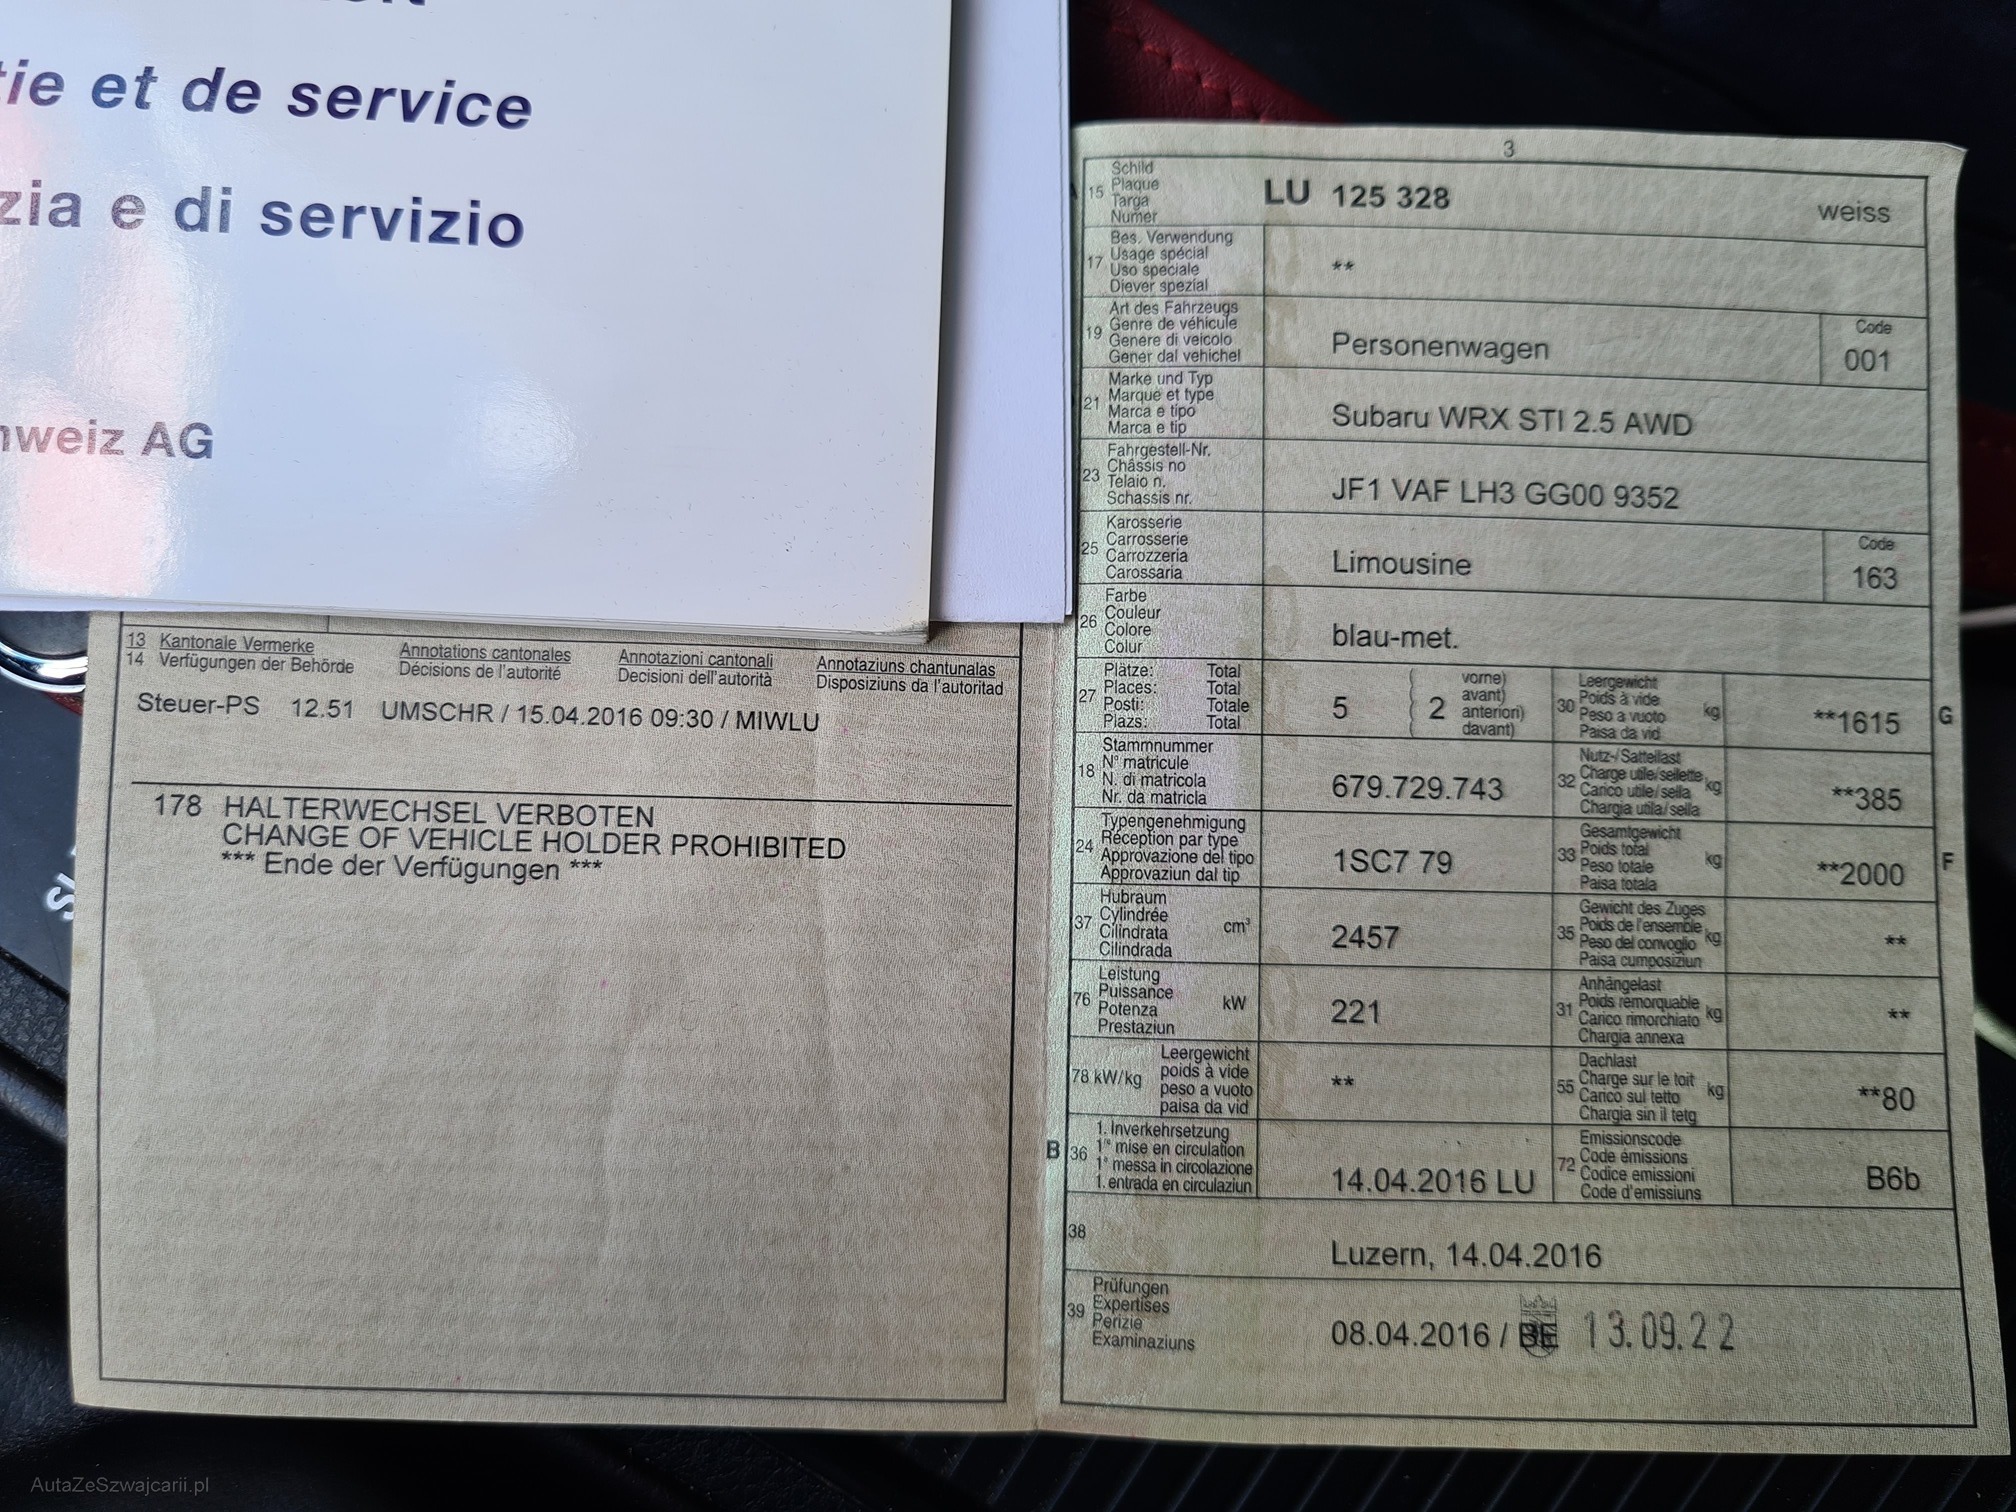 et de service
e di servizio
AG
13 Kantonale Vermerke Annotations cantonales Annotazioni cantonali Annotaziuns chantunalas
14 Verfügungen der Behörde Décisions de l'autorité Decisioni dell'autorità Disposiziuns da l'autoritad
Steuer-PS 12.51 UMSCHR / 15.04.2016 09:30 / MIWLU
178 HALTERWECHSEL VERBOTEN
CHANGE OF VEHICLE HOLDER PROHIBITED
*** Ende der Verfügungen ***
3
15 Schild
Plaque
Targa
Numer
LU 125 328 weiss
17 Bes. Verwendung
Usage spécial
Uso speciale
Diever spezial
**
19 Art des Fahrzeugs
Genre de véhicule
Genere di veicolo
Gener dal vehichel
Personenwagen
Code
001
21 Marke und Typ
Marque et type
Marca e tipo
Marca e tip
Subaru WRX STI 2.5 AWD
23 Fahrgestell-Nr.
Châssis no
Telaio n.
Schassis nr.
JF1 VAF LH3 GG00 9352
25 Karosserie
Carrosserie
Carrozzeria
Carossaria
Limousine
Code
163
26 Farbe
Couleur
Colore
Colur
blau-met.
27 Plätze: Total
Places: Total
Posti: Totale
Plazs: Total
5 2 vorne)
avant)
anteriori)
davant)
30 Leergewicht
Poids à vide
Peso a vuoto
Paisa da vid
kg
**1615
G
18 Stammnummer
N° matricule
N. di matricola
Nr. da matricla
679.729.743
32 Nutz-/Sattellast
Charge utile/sellette
Carico utile/sella
Chargia utila/sella
kg
**385
24 Typengenehmigung
Réception par type
Approvazione del tipo
Approvaziun dal tip
1SC7 79
33 Gesamtgewicht
Poids total
Peso totale
Paisa totala
kg
**2000
F
37 Hubraum
Cylindrée
Cilindrata
Cilindrada
cm³
2457
35 Gewicht des Zuges
Poids de l'ensemble
Peso del convoglio
Paisa cumposiziun
kg
**
76 Leistung
Puissance
Potenza
Prestaziun
kW
221
31 Anhängelast
Poids remorquable
Carico rimorchiato
Chargia annexa
kg
**
78 kW/kg Leergewicht
poids à vide
peso a vuoto
paisa da vid
**
55 Dachlast
Charge sur le toit
Carico sul tetto
Chargia sin il tetg
kg
**80
B
36 1. Inverkehrsetzung
1re mise en circulation
1a messa in circolazione
1. entrada en circulaziun
14.04.2016 LU
72 Emissionscode
Code émissions
Codice emissioni
Code d'emissiuns
B6b
38
Luzern, 14.04.2016
39 Prüfungen
Expertises
Perizie
Examinaziuns
08.04.2016 / BE 13.09.22
AutaZeSzwajcarii.pl